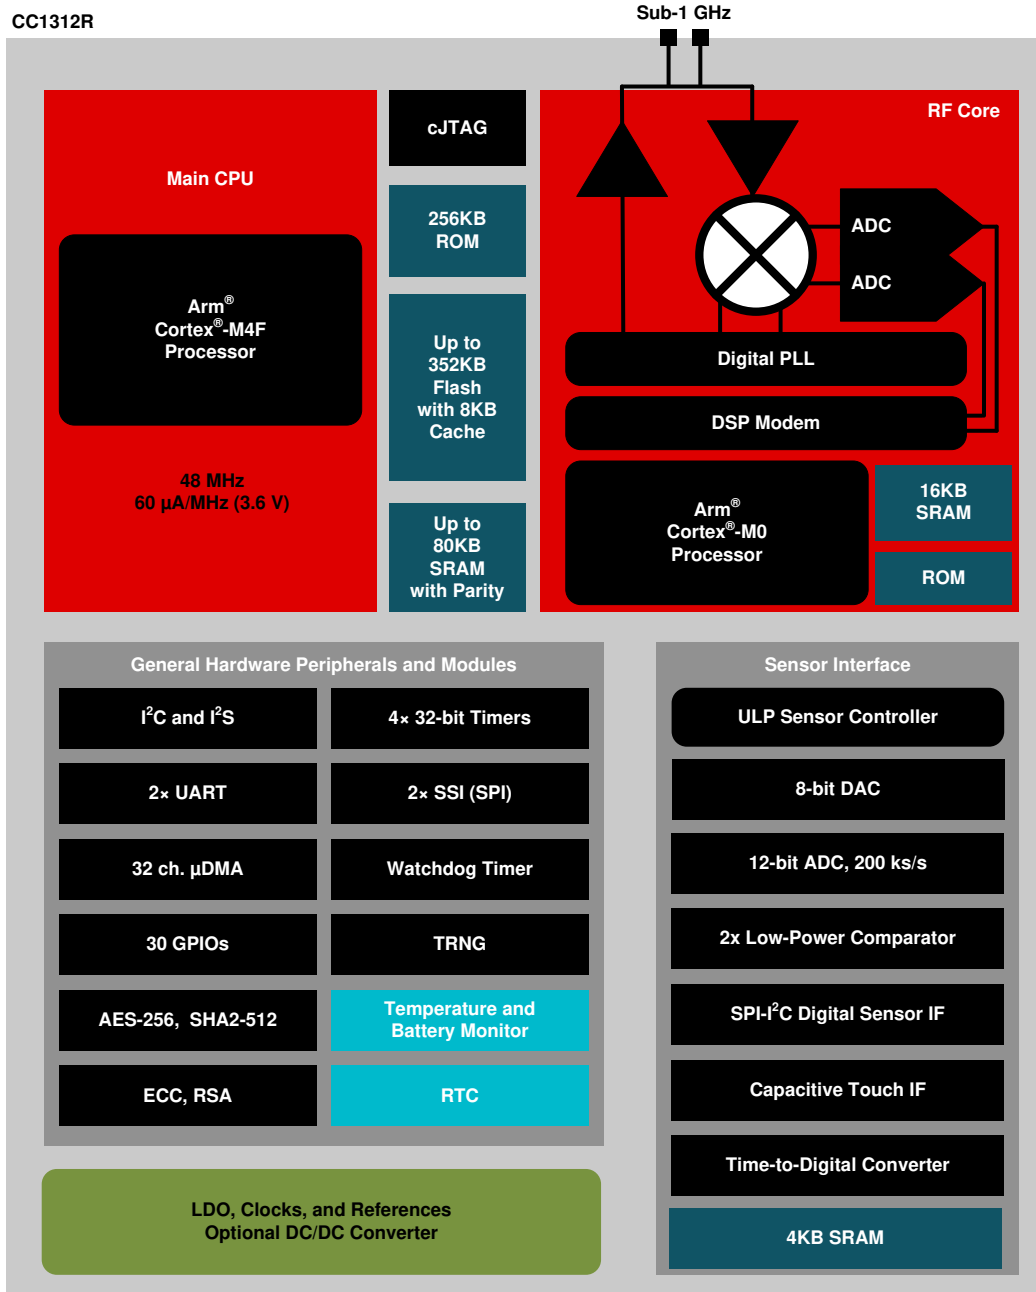 CC1312R
Sub-1 GHz
Main CPU
Arm®
Cortex®-M4F
Processor
48 MHz
60 µA/MHz (3.6 V)
cJTAG
256KB
ROM
Up to
352KB
Flash
with 8KB
Cache
Up to
80KB
SRAM
with Parity
RF Core
ADC
ADC
Digital PLL
DSP Modem
Arm®
Cortex®-M0
Processor
16KB
SRAM
ROM
General Hardware Peripherals and Modules
I²C and I²S
4× 32-bit Timers
2× UART
2× SSI (SPI)
32 ch. µDMA
Watchdog Timer
30 GPIOs
TRNG
AES-256, SHA2-512
Temperature and
Battery Monitor
ECC, RSA
RTC
LDO, Clocks, and References
Optional DC/DC Converter
Sensor Interface
ULP Sensor Controller
8-bit DAC
12-bit ADC, 200 ks/s
2x Low-Power Comparator
SPI-I²C Digital Sensor IF
Capacitive Touch IF
Time-to-Digital Converter
4KB SRAM